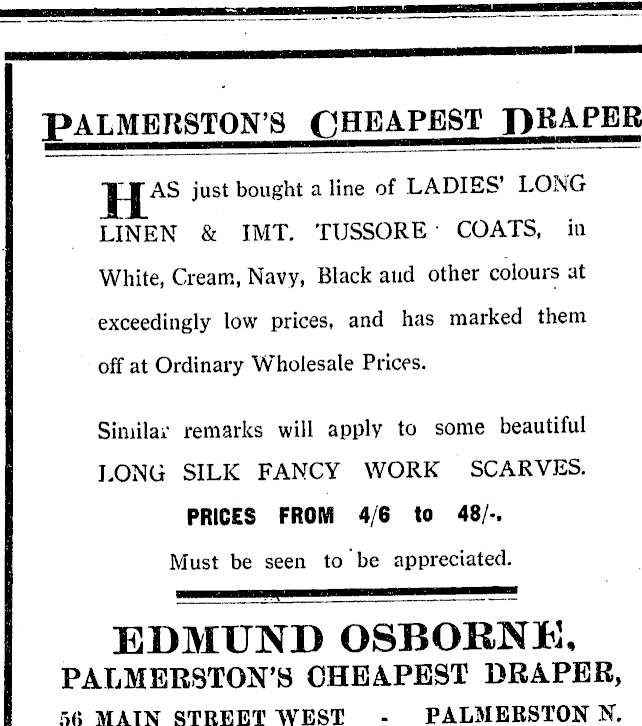 PALMERSTON'S CHEAPEST DRAPER
HAS just bought a line of LADIES' LONG
LINEN & IMT. TUSSORE COATS, in
White, Cream, Navy, Black and other colours at
exceedingly low prices, and has marked them
off at Ordinary Wholesale Prices.
Similar remarks will apply to some beautiful
LONG SILK FANCY WORK SCARVES.
PRICES FROM 4/6 to 48/-.
Must be seen to be appreciated.
EDMUND OSBORNE,
PALMERSTON'S CHEAPEST DRAPER,
56 MAIN STREET WEST - PALMERSTON N.